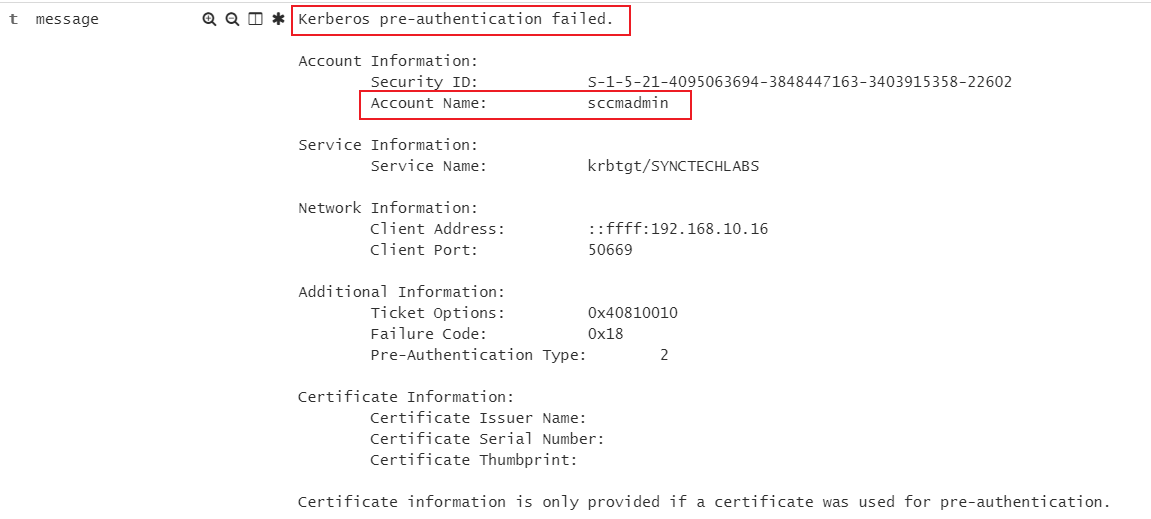 t message Kerberos pre-authentication failed.
Account Information:
Security ID: S-1-5-21-4095063694-3848447163-3403915358-22602
Account Name: sccmadmin
Service Information:
Service Name: krbtgt/SYNCTECHLABS
Network Information:
Client Address: ::ffff:192.168.10.16
Client Port: 50669
Additional Information:
Ticket Options: 0x40810010
Failure Code: 0x18
Pre-Authentication Type: 2
Certificate Information:
Certificate Issuer Name:
Certificate Serial Number:
Certificate Thumbprint:
Certificate information is only provided if a certificate was used for pre-authentication.